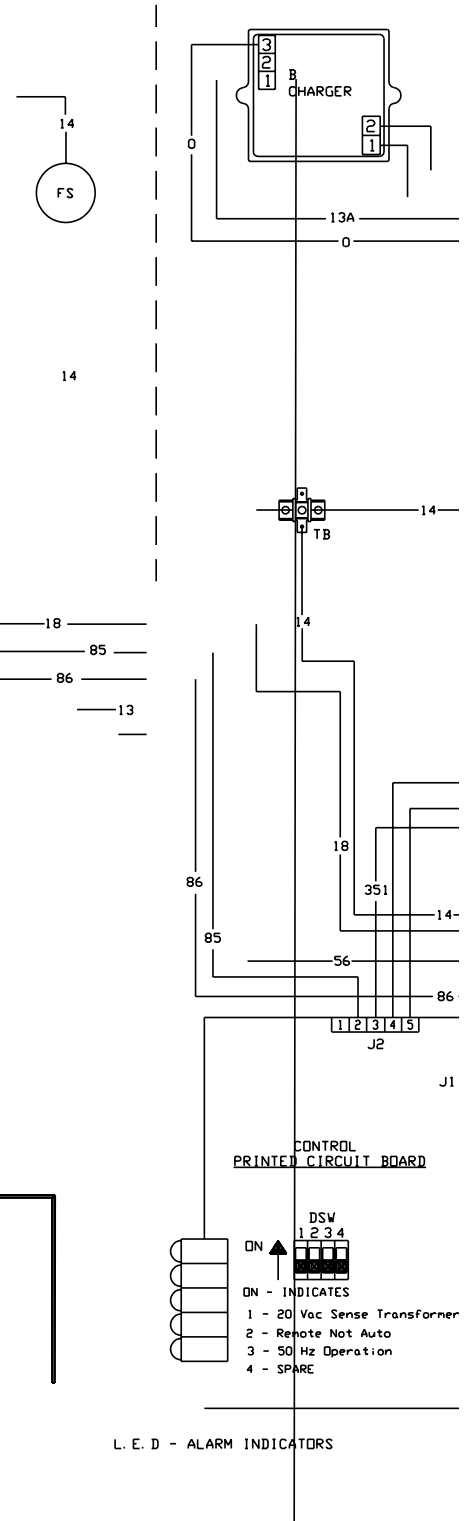 3
2
1
B
CHARGER
2
1
14
0
FS
13A
0
14
14
TB
14
18
85
86
13
18
86
351
14
85
56
86
1 2 3 4 5
J2
J1
CONTROL
PRINTED CIRCUIT BOARD
DSW
1 2 3 4
ON
ON - INDICATES
1 - 20 Vac Sense Transformer
2 - Remote Not Auto
3 - 50 Hz Operation
4 - SPARE
L. E. D - ALARM INDICATORS